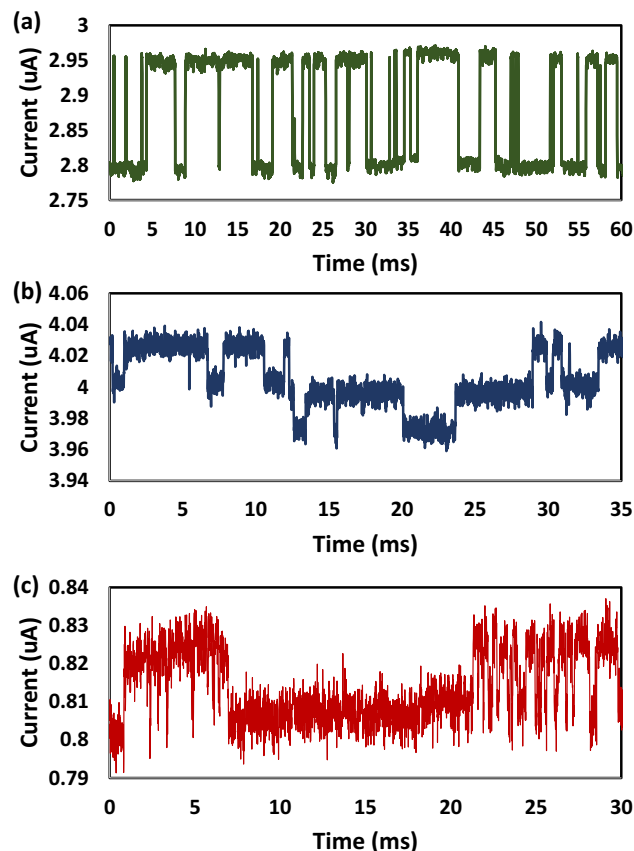 (a)
3
2.95
2.9
2.85
2.8
2.75
Current (uA)
0 5 10 15 20 25 30 35 40 45 50 55 60
Time (ms)
(b)
4.06
4.04
4.02
4
3.98
3.96
3.94
Current (uA)
0 5 10 15 20 25 30 35
Time (ms)
(c)
0.84
0.83
0.82
0.81
0.8
0.79
Current (uA)
0 5 10 15 20 25 30
Time (ms)